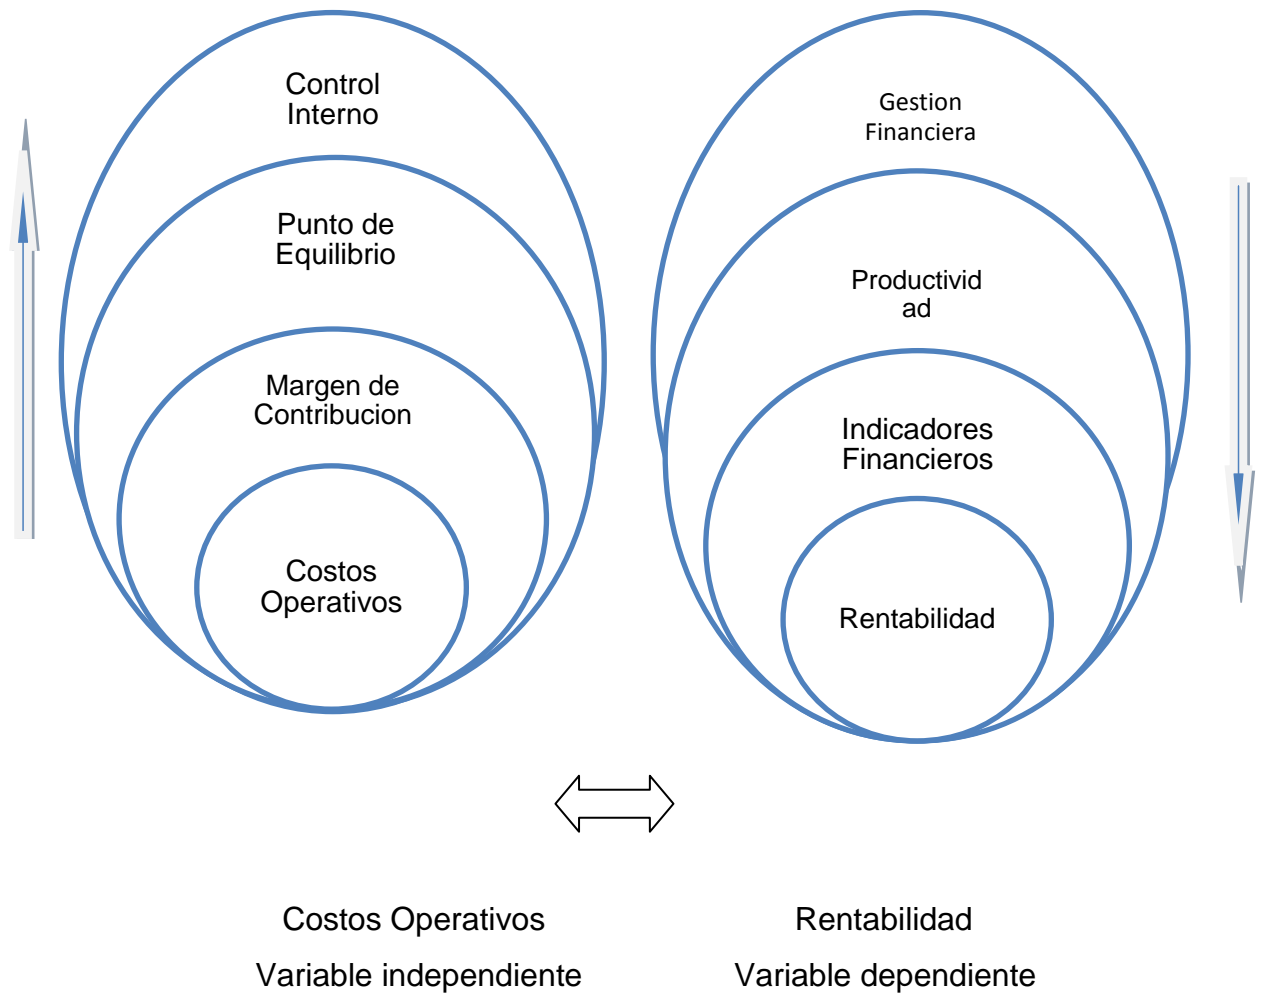 Control
Interno
Punto de
Equilibrio
Margen de
Contribucion
Costos
Operativos
Gestion
Financiera
Productivid
ad
Indicadores
Financieros
Rentabilidad
Costos Operativos
Variable independiente
Rentabilidad
Variable dependiente